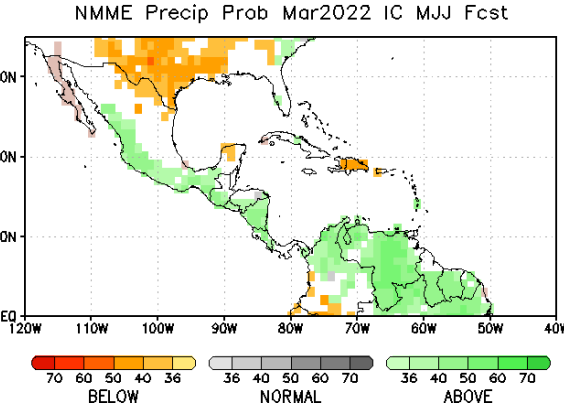 NMME Precip Prob Mar2022 IC MJJ Fcst
0N
0N
0N
EQ
120W 110W 100W 90W 80W 70W 60W 50W 40W
70 60 50 40 36 36 40 50 60 70 36 40 50 60 70
BELOW NORMAL ABOVE